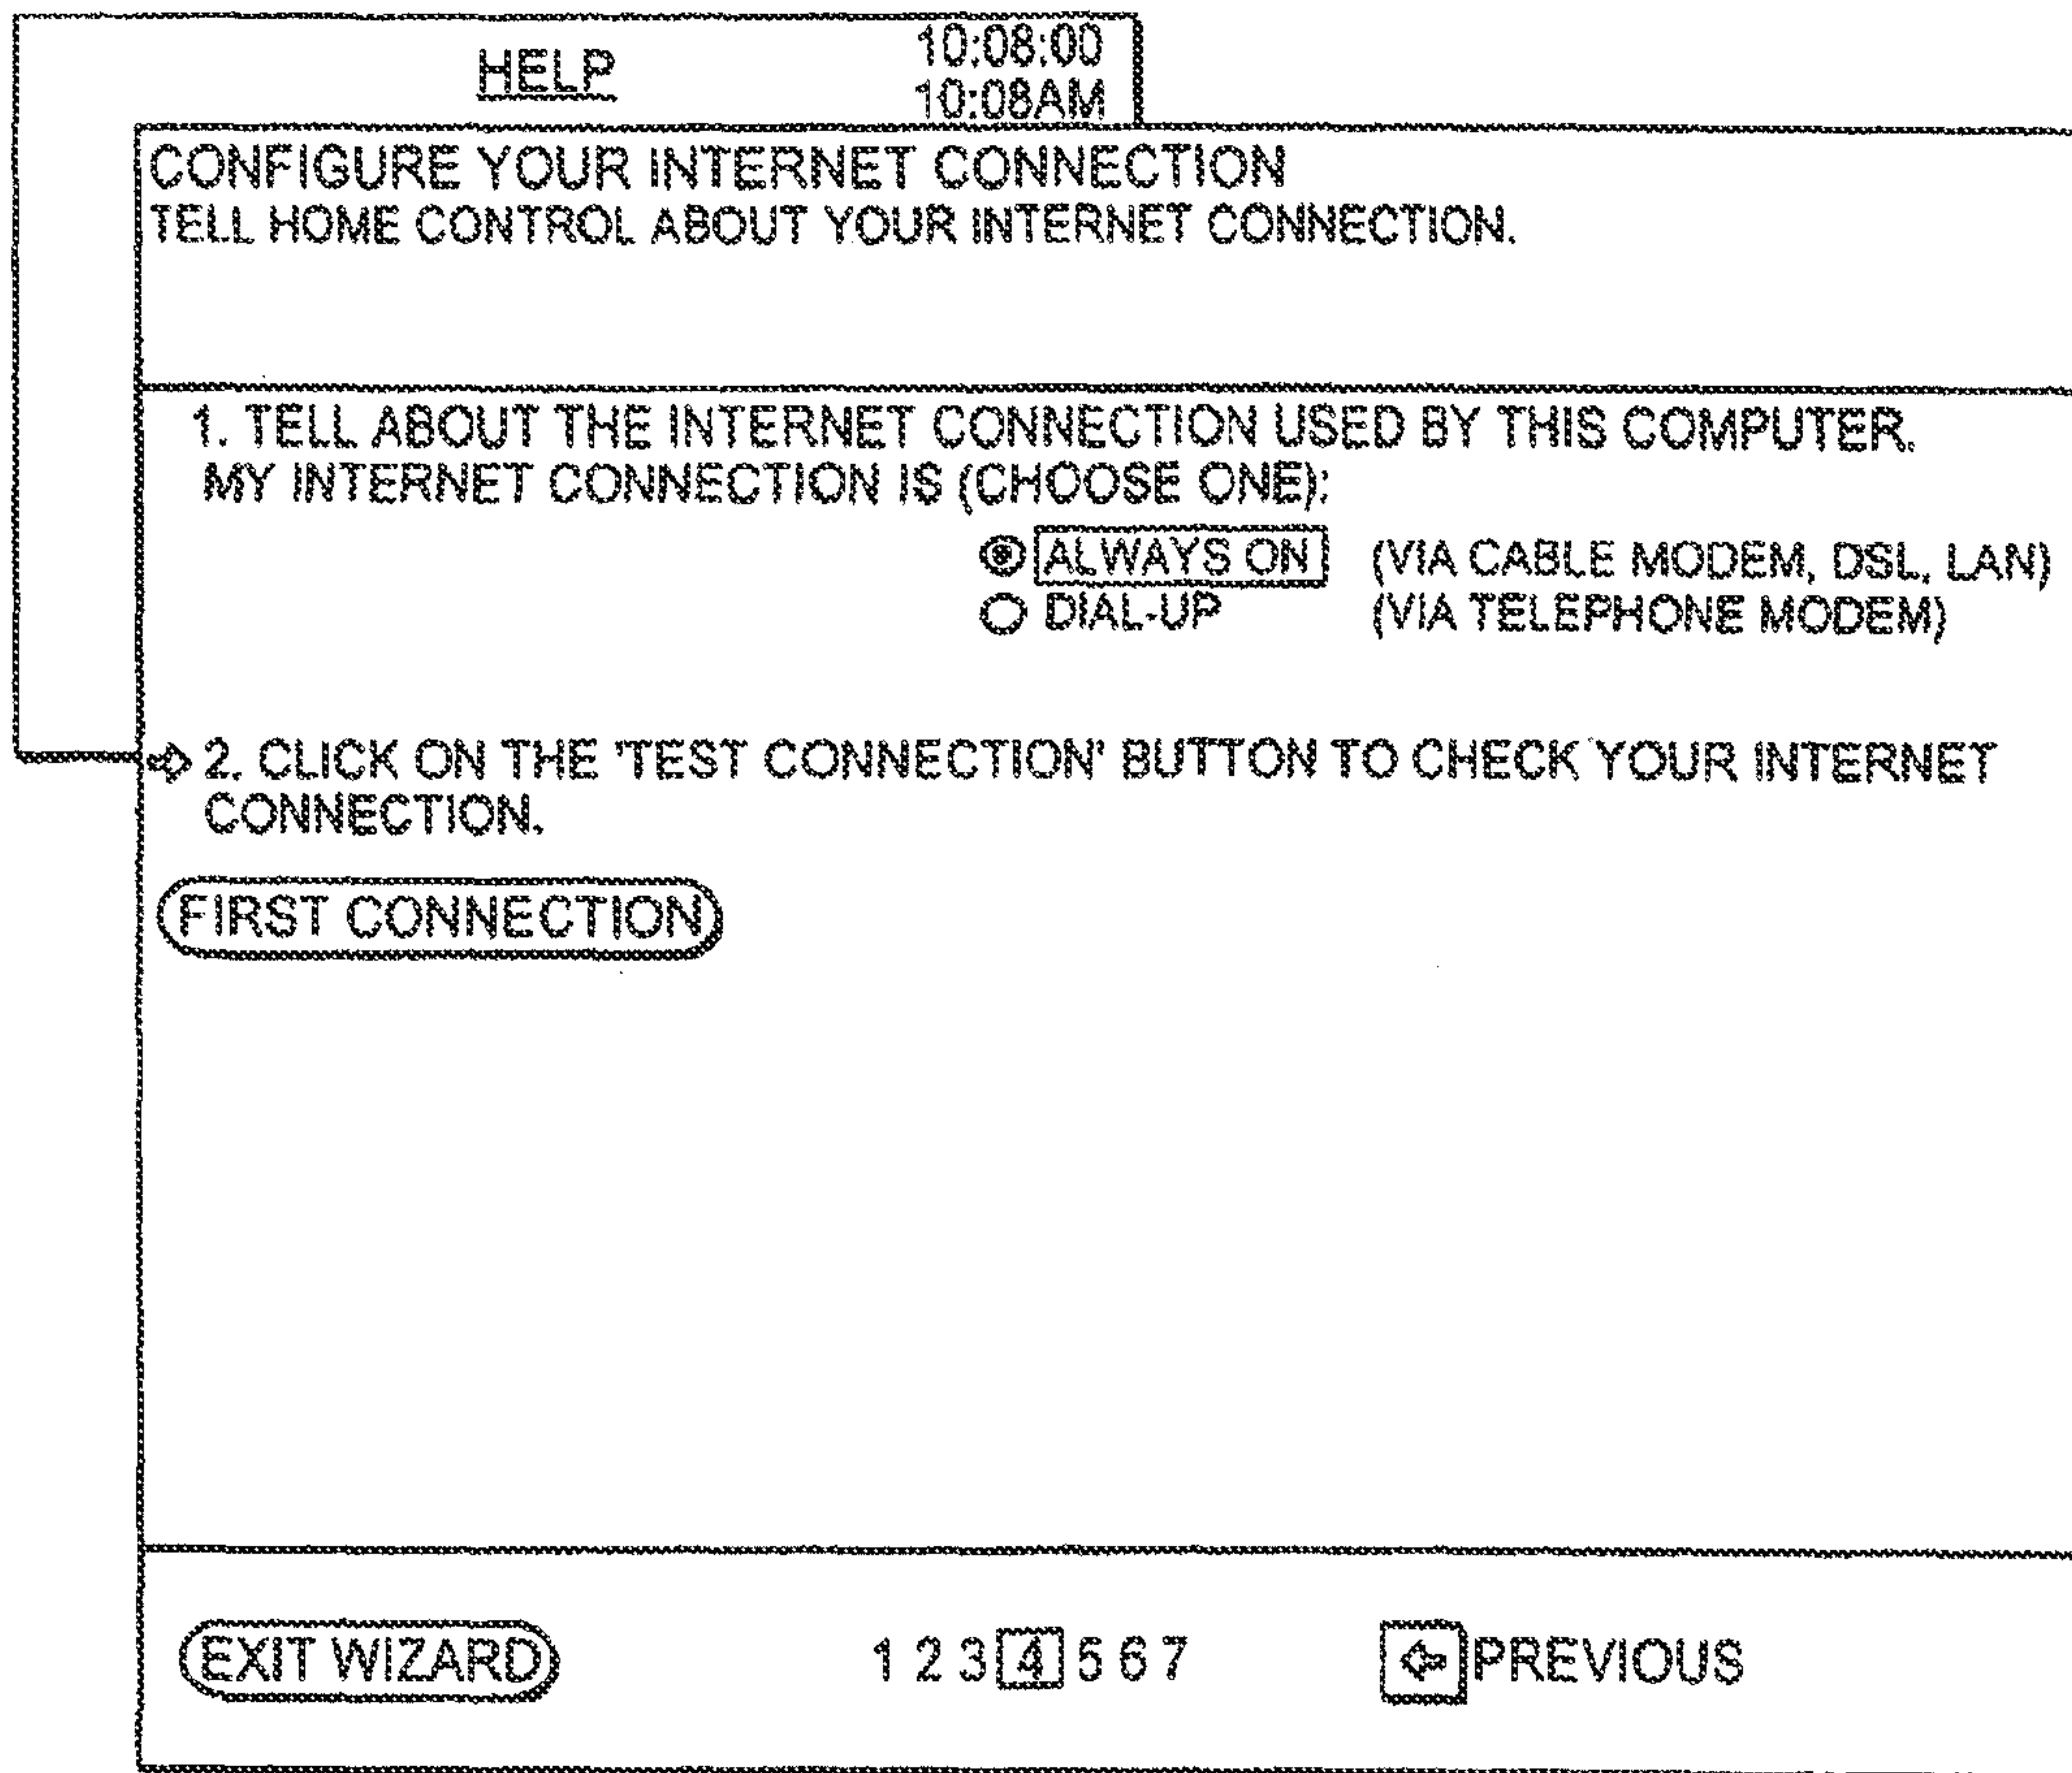 HELP
10:08:00
10:08AM
CONFIGURE YOUR INTERNET CONNECTION
TELL HOME CONTROL ABOUT YOUR INTERNET CONNECTION.
1. TELL ABOUT THE INTERNET CONNECTION USED BY THIS COMPUTER.
MY INTERNET CONNECTION IS (CHOOSE ONE):
ALWAYS ON (VIA CABLE MODEM, DSL, LAN)
DIAL-UP (VIA TELEPHONE MODEM)
2. CLICK ON THE 'TEST CONNECTION' BUTTON TO CHECK YOUR INTERNET
CONNECTION.
FIRST CONNECTION
EXIT WIZARD 1 2 3 4 5 6 7 PREVIOUS